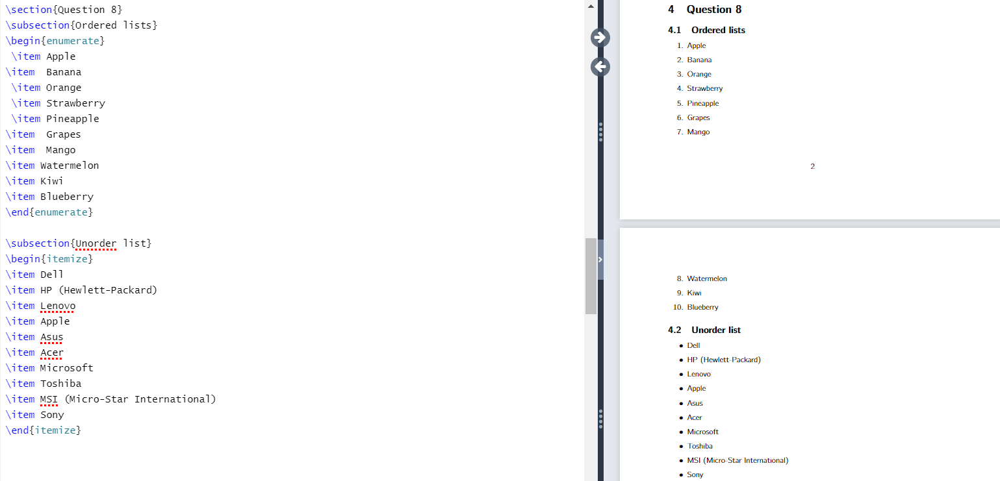 \section{Question 8}
\subsection{Ordered lists}
\begin{enumerate}
\item Apple
\item  Banana
\item Orange
\item Strawberry
\item Pineapple
\item  Grapes
\item  Mango
\item Watermelon
\item Kiwi
\item Blueberry
\end{enumerate}
\subsection{Unorder list}
\begin{itemize}
\item Dell
\item HP (Hewlett-Packard)
\item Lenovo
\item Apple
\item Asus
\item Acer
\item Microsoft
\item Toshiba
\item MSI (Micro-Star International)
\item Sony
\end{itemize}
4 Question 8
4.1 Ordered lists
1. Apple
2. Banana
3. Orange
4. Strawberry
5. Pineapple
6. Grapes
7. Mango
2
8. Watermelon
9. Kiwi
10. Blueberry
4.2 Unorder list
• Dell
• HP (Hewlett-Packard)
• Lenovo
• Apple
• Asus
• Acer
• Microsoft
• Toshiba
• MSI (Micro-Star International)
• Sony